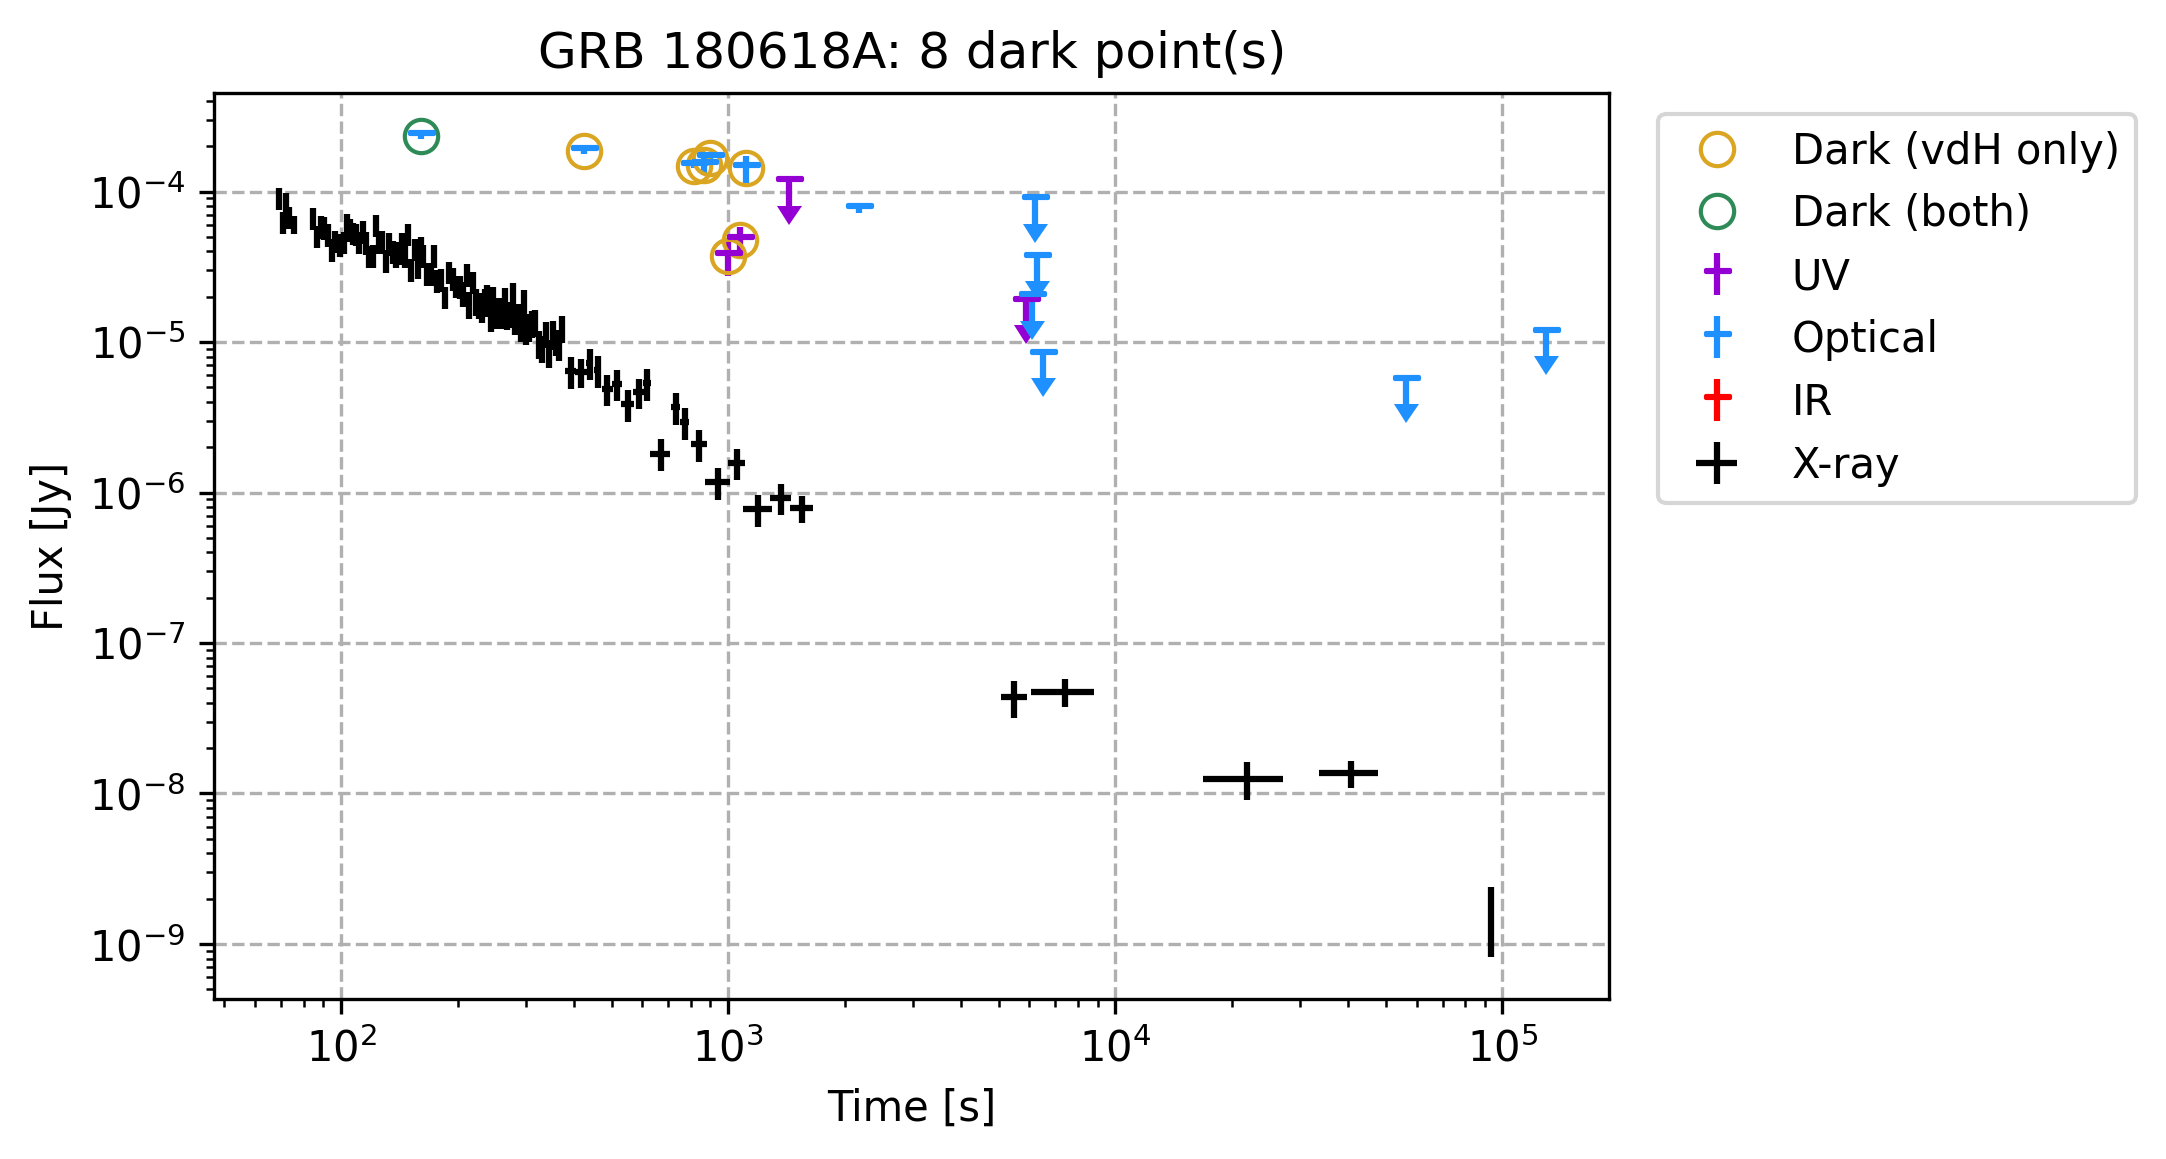 GRB 180618A: 8 dark point(s)
10⁻⁴
10⁻⁵
10⁻⁶
10⁻⁷
10⁻⁸
10⁻⁹
Flux [Jy]
10²
10³
10⁴
10⁵
Time [s]
Dark (vdH only)
Dark (both)
UV
Optical
IR
X-ray